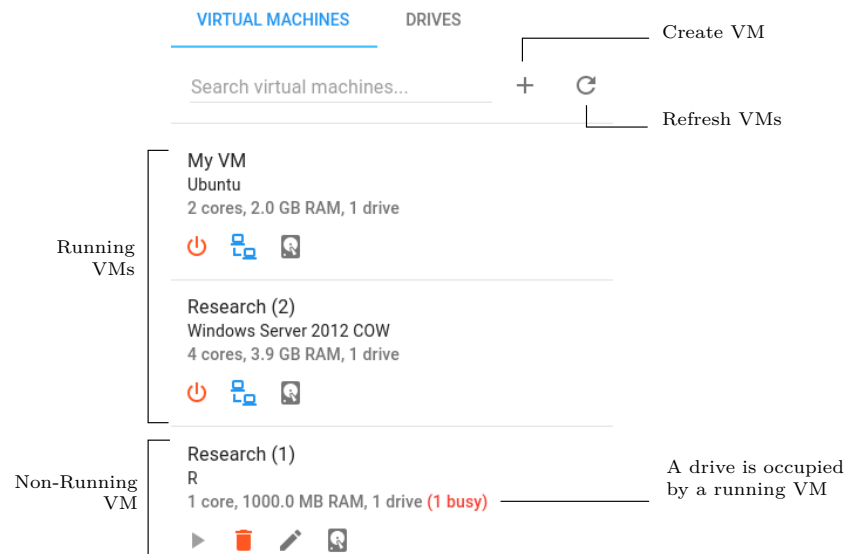 VIRTUAL MACHINES DRIVES
Create VM
Search virtual machines...
Refresh VMs
My VM
Ubuntu
2 cores, 2.0 GB RAM, 1 drive
Running
VMs
Research (2)
Windows Server 2012 COW
4 cores, 3.9 GB RAM, 1 drive
Research (1)
R
1 core, 1000.0 MB RAM, 1 drive (1 busy)
Non-Running
VM
A drive is occupied
by a running VM